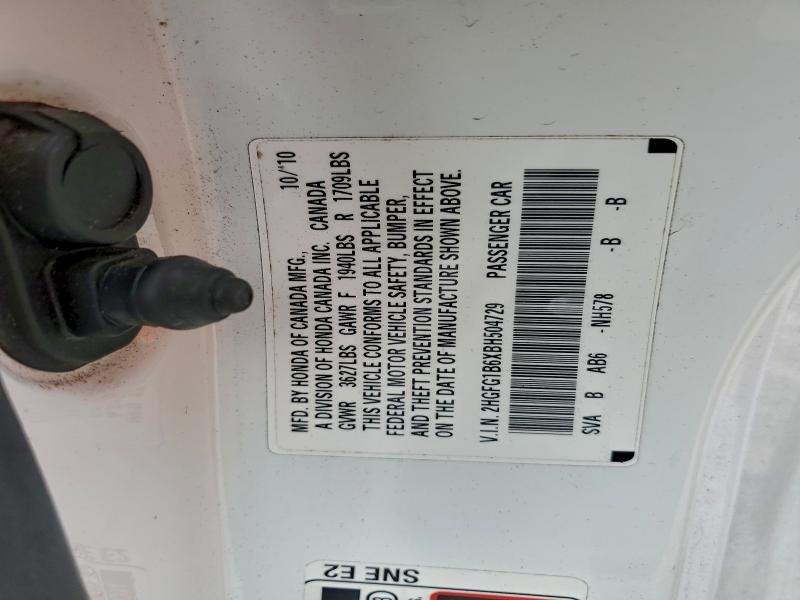 MFD. BY HONDA OF CANADA MFG., 10/'10
A DIVISION OF HONDA CANADA INC. CANADA
GVWR 3627LBS GAWR F 1940LBS R 1709LBS
THIS VEHICLE CONFORMS TO ALL APPLICABLE
FEDERAL MOTOR VEHICLE SAFETY, BUMPER,
AND THEFT PREVENTION STANDARDS IN EFFECT
ON THE DATE OF MANUFACTURE SHOWN ABOVE.
V.I.N. 2HGFG1B6XBH504729 PASSENGER CAR
SVA B AB6 -NH578 -B -B
SNE E2